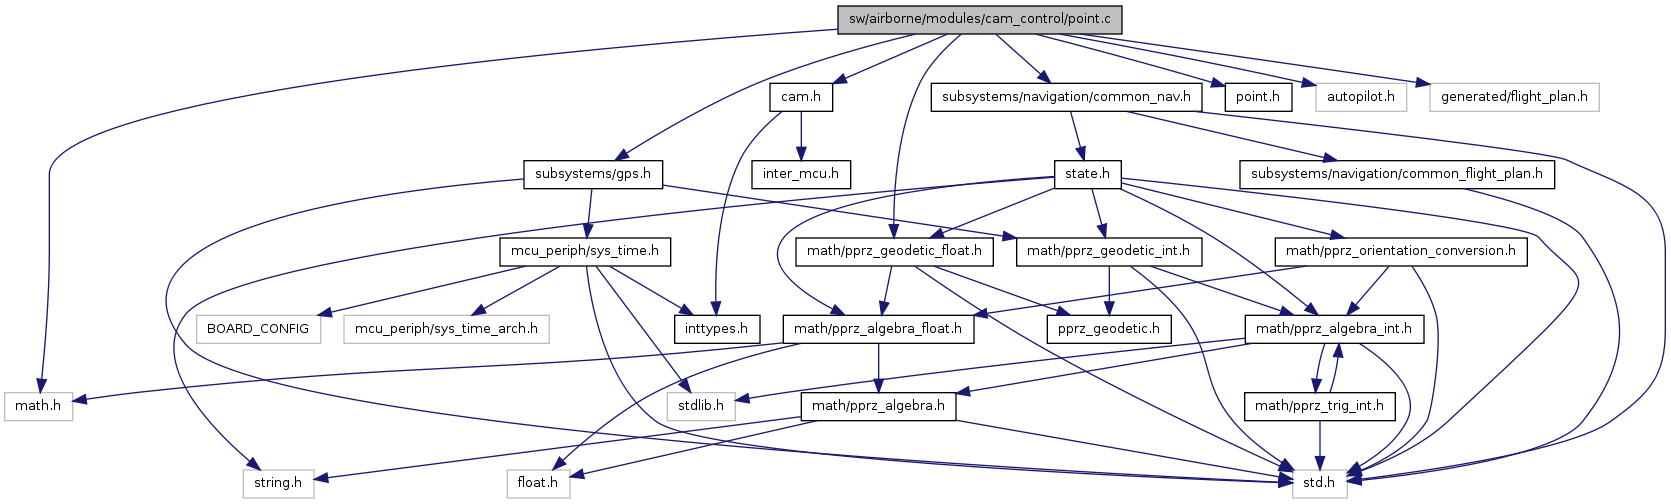 sw/airborne/modules/cam_control/point.c
cam.h
subsystems/navigation/common_nav.h
point.h
autopilot.h
generated/flight_plan.h
subsystems/gps.h
inter_mcu.h
state.h
subsystems/navigation/common_flight_plan.h
mcu_periph/sys_time.h
math/pprz_geodetic_float.h
math/pprz_geodetic_int.h
math/pprz_orientation_conversion.h
BOARD_CONFIG
mcu_periph/sys_time_arch.h
inttypes.h
math/pprz_algebra_float.h
pprz_geodetic.h
math/pprz_algebra_int.h
math.h
stdlib.h
math/pprz_algebra.h
math/pprz_trig_int.h
string.h
float.h
std.h